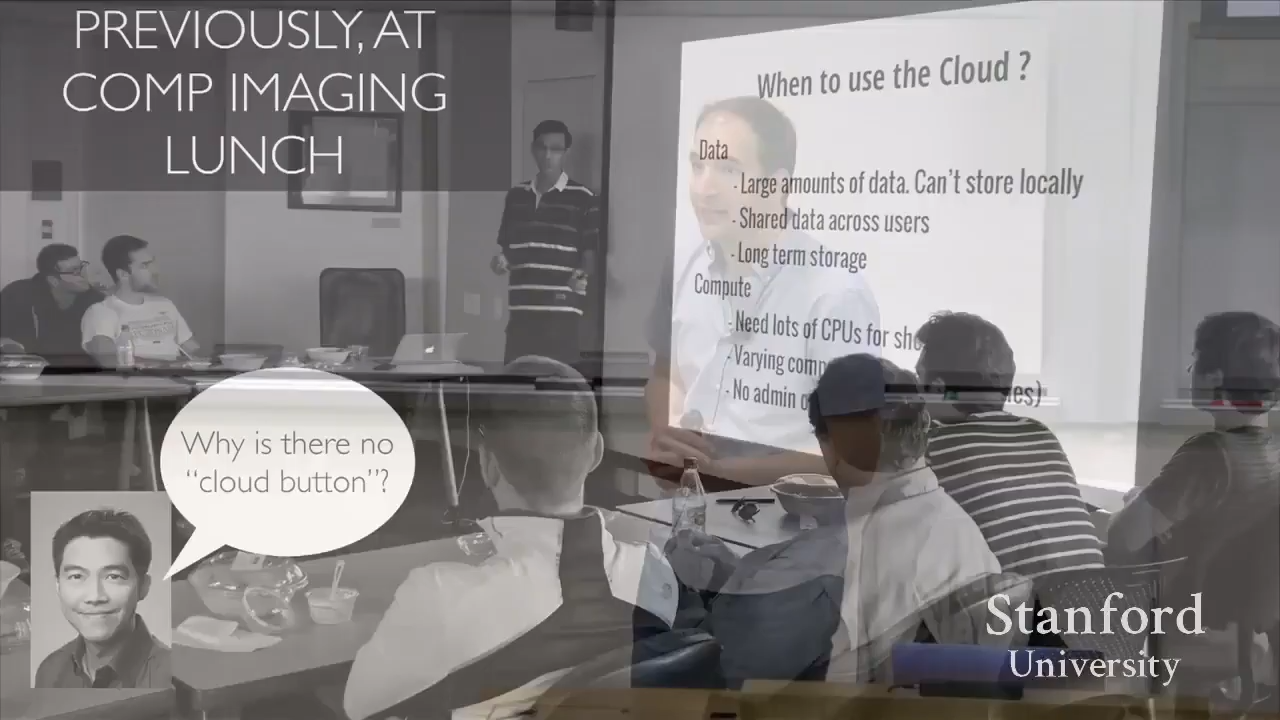 PREVIOUSLY, AT
COMP IMAGING
LUNCH
When to use the Cloud ?
Data
- Large amounts of data. Can't store locally
- Shared data across users
- Long term storage
Compute
- Need lots of CPUs for
- Varying
- No admin
Why is there no
"cloud button"?
Stanford
University